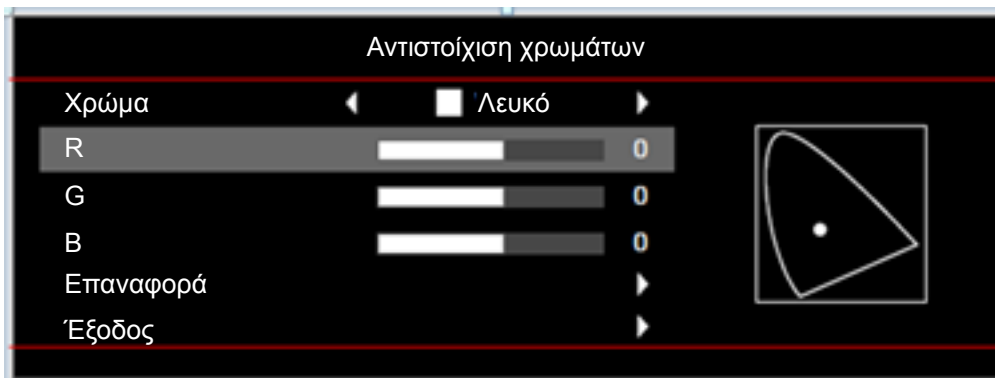 Αντιστοίχιση χρωμάτων
Χρώμα Λευκό
R 0
G 0
B 0
Επαναφορά
Έξοδος